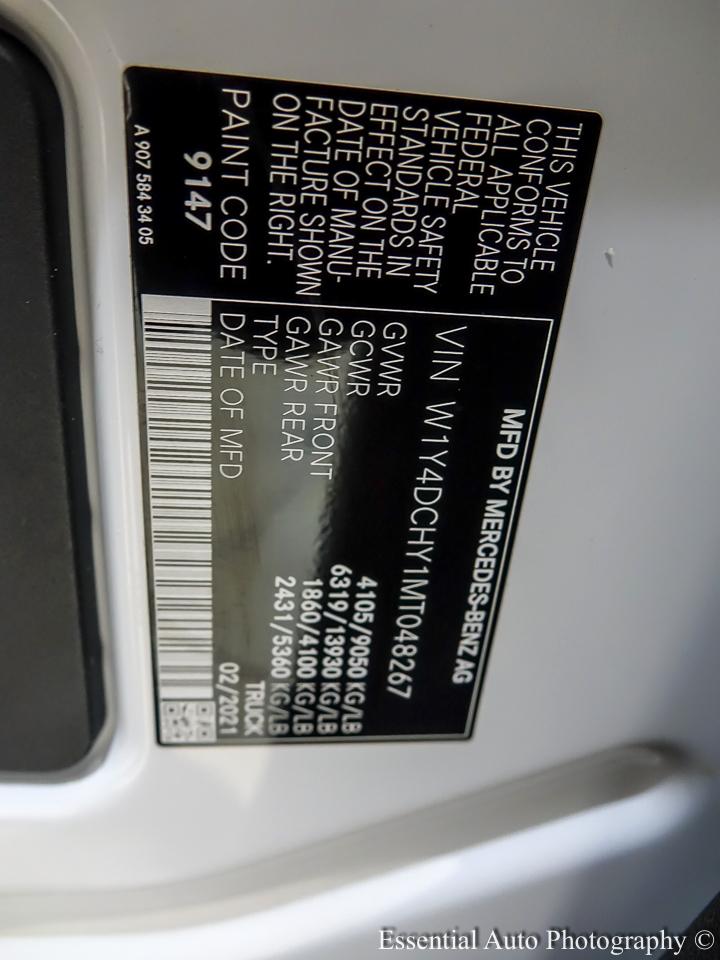 THIS VEHICLE
CONFORMS TO
ALL APPLICABLE
FEDERAL
VEHICLE SAFETY
STANDARDS IN
EFFECT ON THE
DATE OF MANU-
FACTURE SHOWN
ON THE RIGHT.
PAINT CODE
9147
A 907 584 34 05
MFD BY MERCEDES-BENZ AG
VIN W1Y4DCHY1MT048267
GVWR 4105/9050 KG/LB
GCWR 6319/13930 KG/LB
GAWR FRONT 1860/4100 KG/LB
GAWR REAR 2431/5360 KG/LB
TYPE TRUCK
DATE OF MFD 02/2021
Essential Auto Photography ©